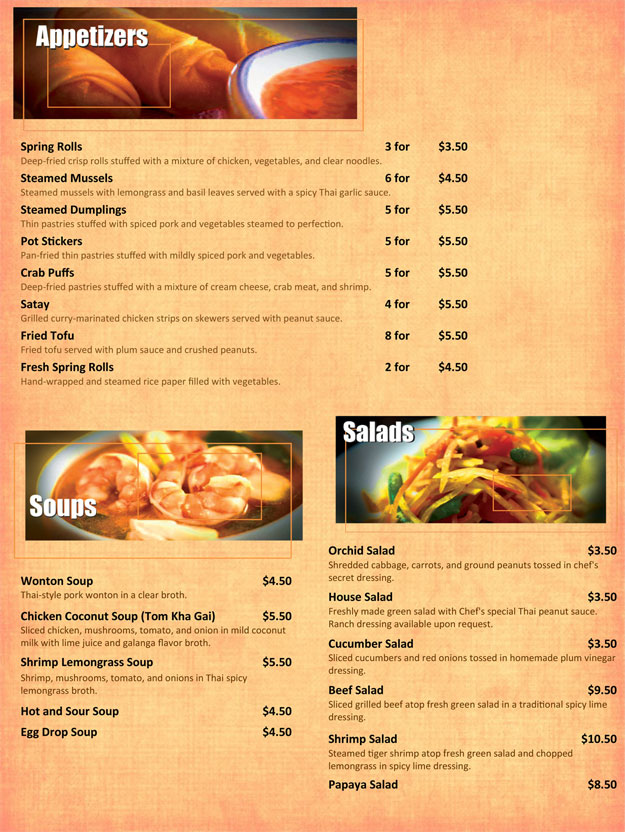 Appetizers
Spring Rolls 3 for $3.50
Deep-fried crisp rolls stuffed with a mixture of chicken, vegetables, and clear noodles.
Steamed Mussels 6 for $4.50
Steamed mussels with lemongrass and basil leaves served with a spicy Thai garlic sauce.
Steamed Dumplings 5 for $5.50
Thin pastries stuffed with spiced pork and vegetables steamed to perfection.
Pot Stickers 5 for $5.50
Pan-fried thin pastries stuffed with mildly spiced pork and vegetables.
Crab Puffs 5 for $5.50
Deep-fried pastries stuffed with a mixture of cream cheese, crab meat, and shrimp.
Satay 4 for $5.50
Grilled curry-marinated chicken strips on skewers served with peanut sauce.
Fried Tofu 8 for $5.50
Fried tofu served with plum sauce and crushed peanuts.
Fresh Spring Rolls 2 for $4.50
Hand-wrapped and steamed rice paper filled with vegetables.
Soups
Wonton Soup $4.50
Thai-style pork wonton in a clear broth.
Chicken Coconut Soup (Tom Kha Gai) $5.50
Sliced chicken, mushrooms, tomato, and onion in mild coconut
milk with lime juice and galanga flavor broth.
Shrimp Lemongrass Soup $5.50
Shrimp, mushrooms, tomato, and onions in Thai spicy
lemongrass broth.
Hot and Sour Soup $4.50
Egg Drop Soup $4.50
Salads
Orchid Salad $3.50
Shredded cabbage, carrots, and ground peanuts tossed in chef's
secret dressing.
House Salad $3.50
Freshly made green salad with Chef's special Thai peanut sauce.
Ranch dressing available upon request.
Cucumber Salad $3.50
Sliced cucumbers and red onions tossed in homemade plum vinegar
dressing.
Beef Salad $9.50
Sliced grilled beef atop fresh green salad in a traditional spicy lime
dressing.
Shrimp Salad $10.50
Steamed tiger shrimp atop fresh green salad and chopped
lemongrass in spicy lime dressing.
Papaya Salad $8.50